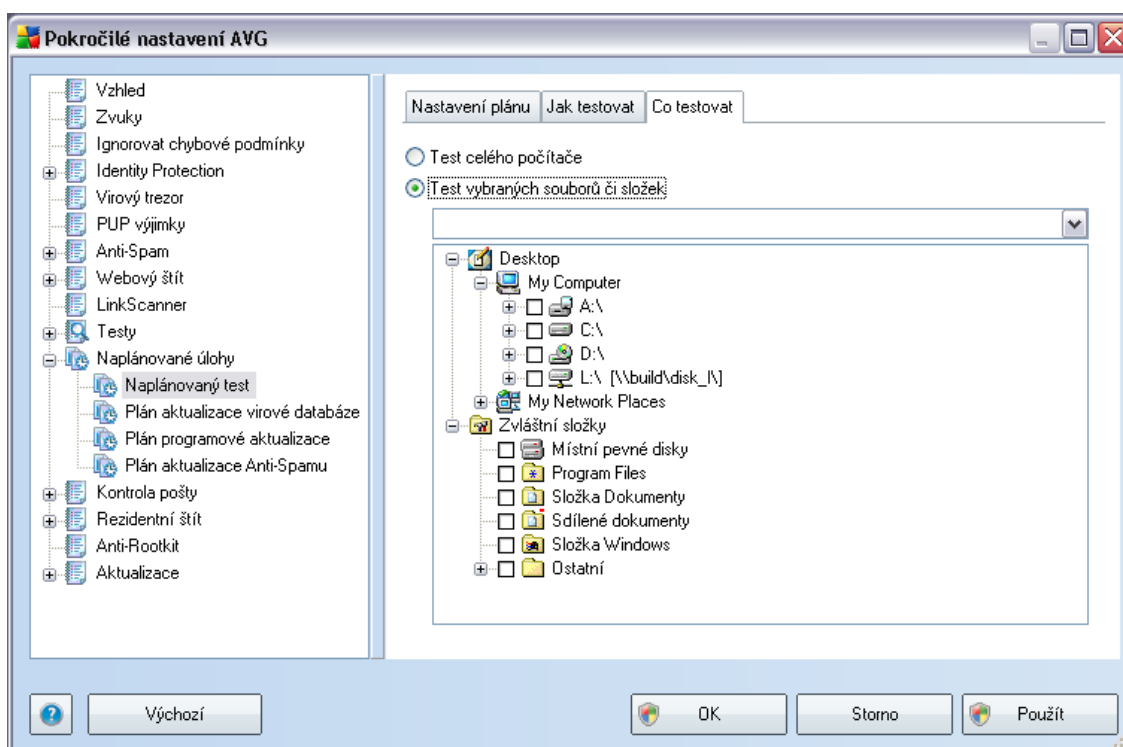 Pokročilé nastavení AVG
Vzhled
Zvuky
Ignorovat chybové podmínky
Identity Protection
Virový trezor
PUP výjimky
Anti-Spam
Webový štít
LinkScanner
Testy
Naplánované úlohy
Naplánovaný test
Plán aktualizace virové databáze
Plán programové aktualizace
Plán aktualizace Anti-Spamu
Kontrola pošty
Rezidentní štít
Anti-Rootkit
Aktualizace
Nastavení plánu
Jak testovat
Co testovat
Test celého počítače
Test vybraných souborů či složek
Desktop
My Computer
A:\
C:\
D:\
L:\ [\\build\disk_l\]
My Network Places
Zvláštní složky
Místní pevné disky
Program Files
Složka Dokumenty
Sdílené dokumenty
Složka Windows
Ostatní
Výchozí
OK
Storno
Použít